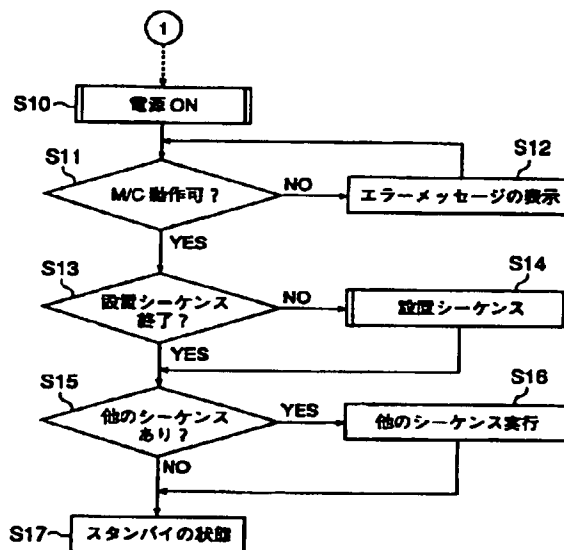 1
S10
電源 ON
S11
M/C 動作可？
NO
S12
エラーメッセージの表示
YES
S13
設置シーケンス
終了？
NO
S14
設置シーケンス
YES
S15
他のシーケンス
あり？
YES
S16
他のシーケンス実行
NO
S17
スタンバイの状態